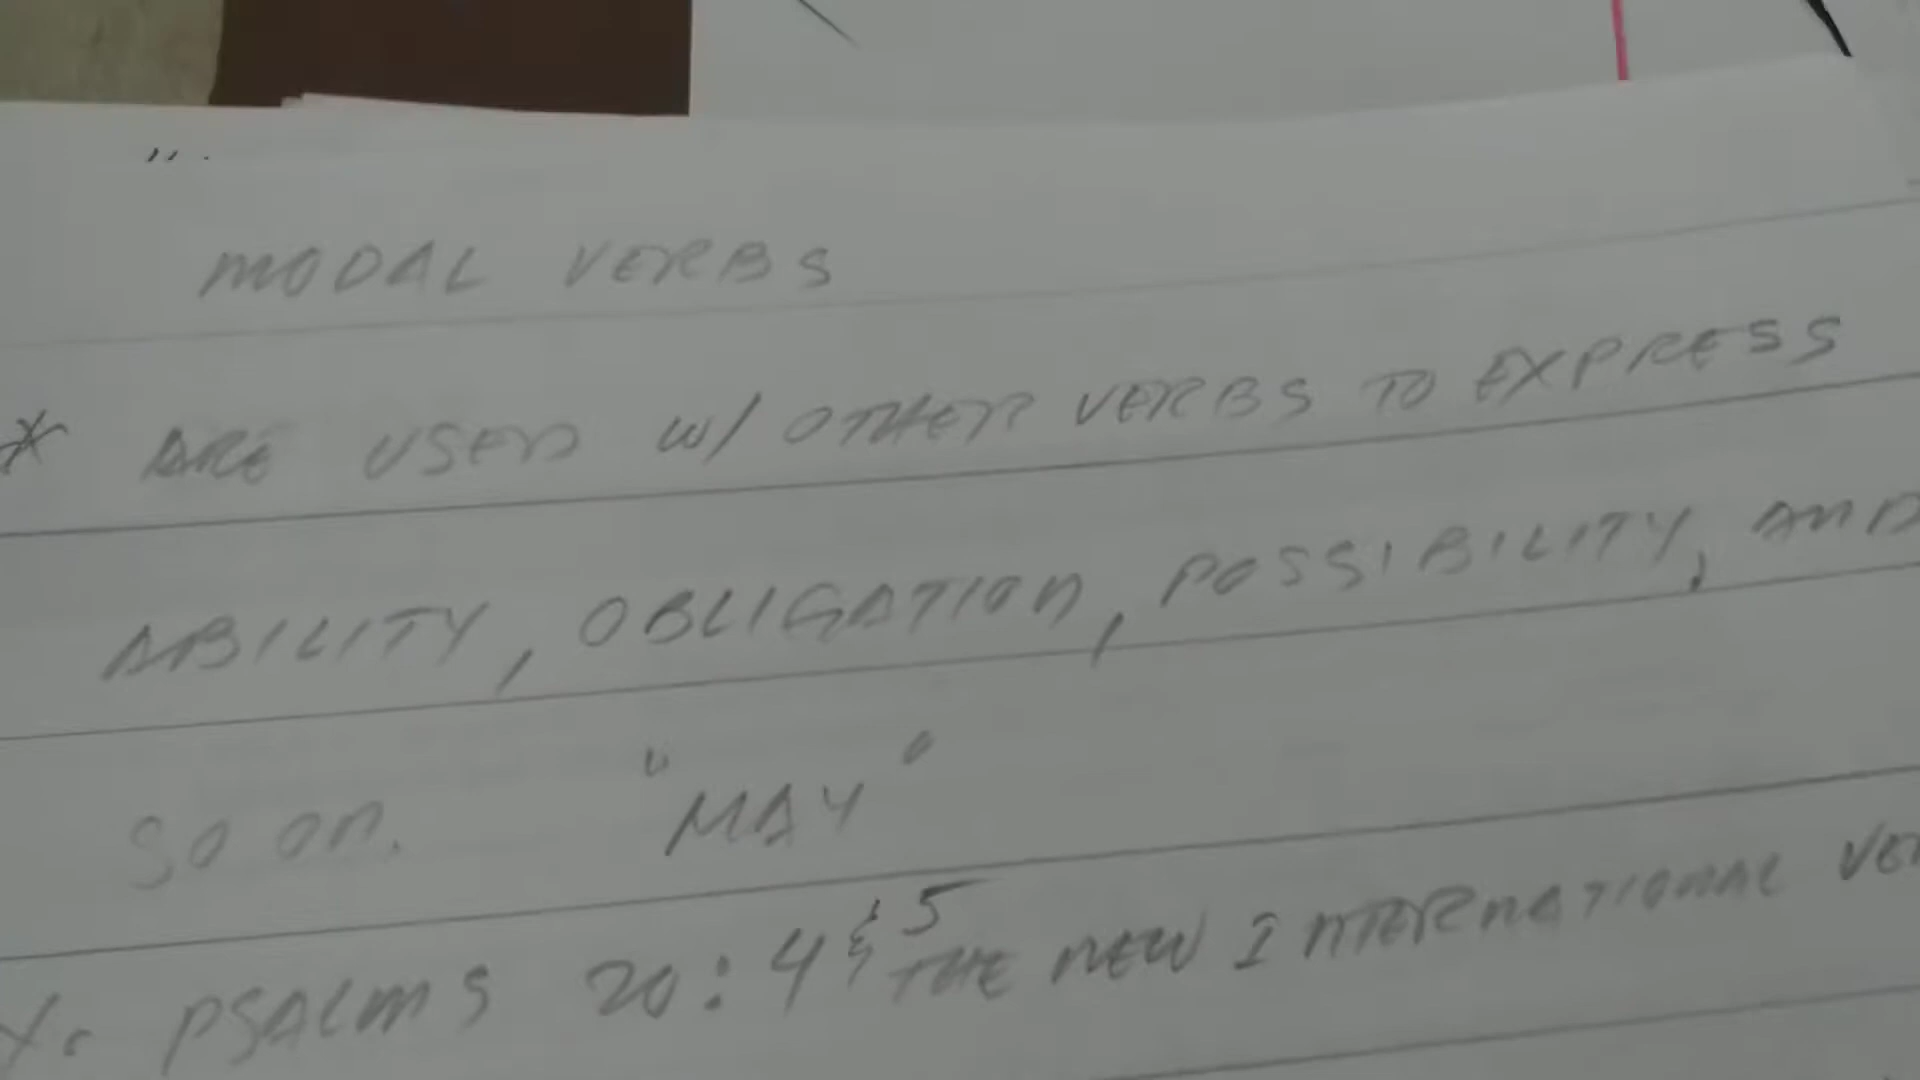 MODAL VERBS
* ARE USED W/ OTHER VERBS TO EXPRESS
ABILITY, OBLIGATION, POSSIBILITY, AND
SO ON. "MAY"
PSALMS 20:4 & 5 THE NEW INTERNATIONAL VER